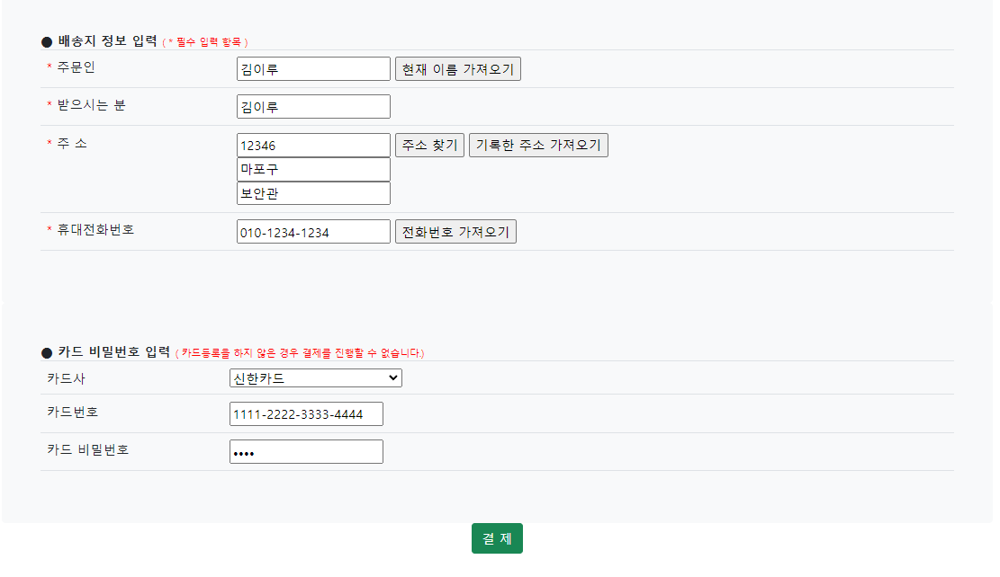 ● 배송지 정보 입력 ( * 필수 입력 항목 )
* 주문인 김이루 현재 이름 가져오기
* 받으시는 분 김이루
* 주 소 12346 주소 찾기 기록한 주소 가져오기
마포구
보안관
* 휴대전화번호 010-1234-1234 전화번호 가져오기
● 카드 비밀번호 입력 ( 카드등록을 하지 않은 경우 결제를 진행할 수 없습니다.)
카드사 신한카드
카드번호 1111-2222-3333-4444
카드 비밀번호 ••••
결 제